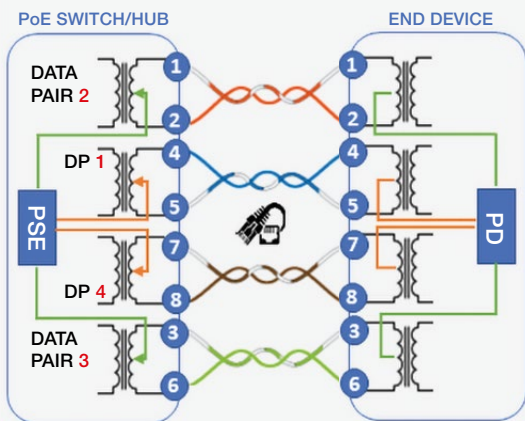 PoE SWITCH/HUB
END DEVICE
DATA
PAIR 2
1
1
2
2
DP 1
4
4
5
5
PSE
PD
7
7
DP 4
8
8
DATA
PAIR 3
3
3
6
6